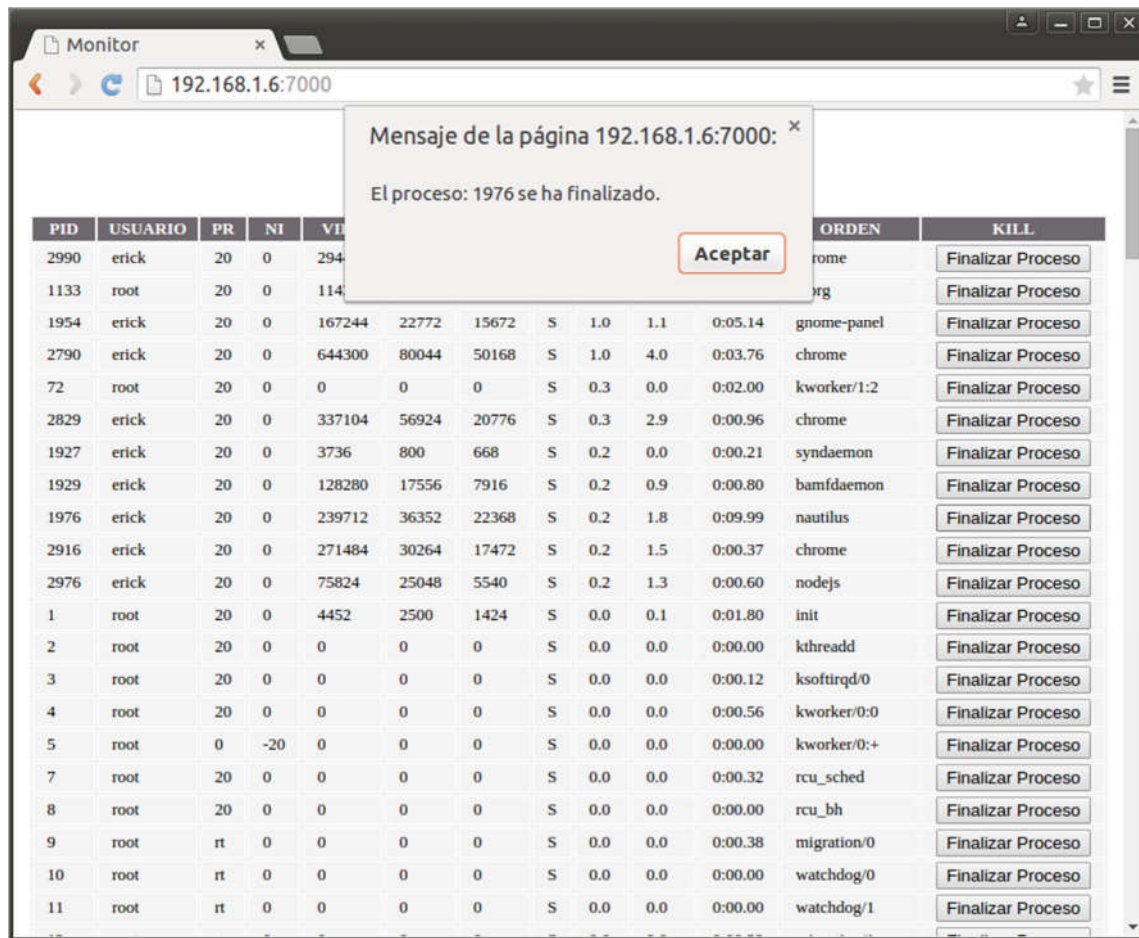 Monitor
192.168.1.6:7000
Mensaje de la página 192.168.1.6:7000:
El proceso: 1976 se ha finalizado.
Aceptar
PID USUARIO PR NI ORDEN KILL
2990 erick 20 0 Finalizar Proceso
1133 root 20 0 Finalizar Proceso
1954 erick 20 0 167244 22772 15672 S 1.0 1.1 0:05.14 gnome-panel Finalizar Proceso
2790 erick 20 0 644300 80044 50168 S 1.0 4.0 0:03.76 chrome Finalizar Proceso
72 root 20 0 0 0 0 S 0.3 0.0 0:02.00 kworker/1:2 Finalizar Proceso
2829 erick 20 0 337104 56924 20776 S 0.3 2.9 0:00.96 chrome Finalizar Proceso
1927 erick 20 0 3736 800 668 S 0.2 0.0 0:00.21 syndaemon Finalizar Proceso
1929 erick 20 0 128280 17556 7916 S 0.2 0.9 0:00.80 bamfdaemon Finalizar Proceso
1976 erick 20 0 239712 36352 22368 S 0.2 1.8 0:09.99 nautilus Finalizar Proceso
2916 erick 20 0 271484 30264 17472 S 0.2 1.5 0:00.37 chrome Finalizar Proceso
2976 erick 20 0 75824 25048 5540 S 0.2 1.3 0:00.60 nodejs Finalizar Proceso
1 root 20 0 4452 2500 1424 S 0.0 0.1 0:01.80 init Finalizar Proceso
2 root 20 0 0 0 0 S 0.0 0.0 0:00.00 kthreadd Finalizar Proceso
3 root 20 0 0 0 0 S 0.0 0.0 0:00.12 ksoftirqd/0 Finalizar Proceso
4 root 20 0 0 0 0 S 0.0 0.0 0:00.56 kworker/0:0 Finalizar Proceso
5 root 0 -20 0 0 0 S 0.0 0.0 0:00.00 kworker/0:+ Finalizar Proceso
7 root 20 0 0 0 0 S 0.0 0.0 0:00.32 rcu_sched Finalizar Proceso
8 root 20 0 0 0 0 S 0.0 0.0 0:00.00 rcu_bh Finalizar Proceso
9 root rt 0 0 0 0 S 0.0 0.0 0:00.38 migration/0 Finalizar Proceso
10 root rt 0 0 0 0 S 0.0 0.0 0:00.00 watchdog/0 Finalizar Proceso
11 root rt 0 0 0 0 S 0.0 0.0 0:00.00 watchdog/1 Finalizar Proceso